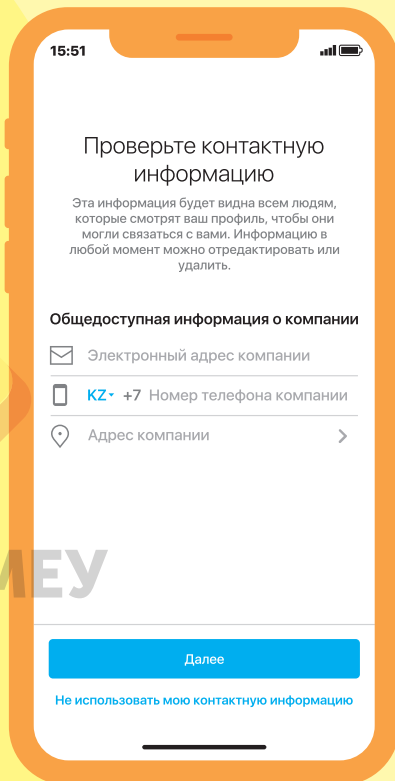 15:51
Проверьте контактную
информацию
Эта информация будет видна всем людям,
которые смотрят ваш профиль, чтобы они
могли связаться с вами. Информацию в
любой момент можно отредактировать или
удалить.
Общедоступная информация о компании
Электронный адрес компании
KZ +7 Номер телефона компании
Адрес компании
МЕУ
Далее
Не использовать мою контактную информацию